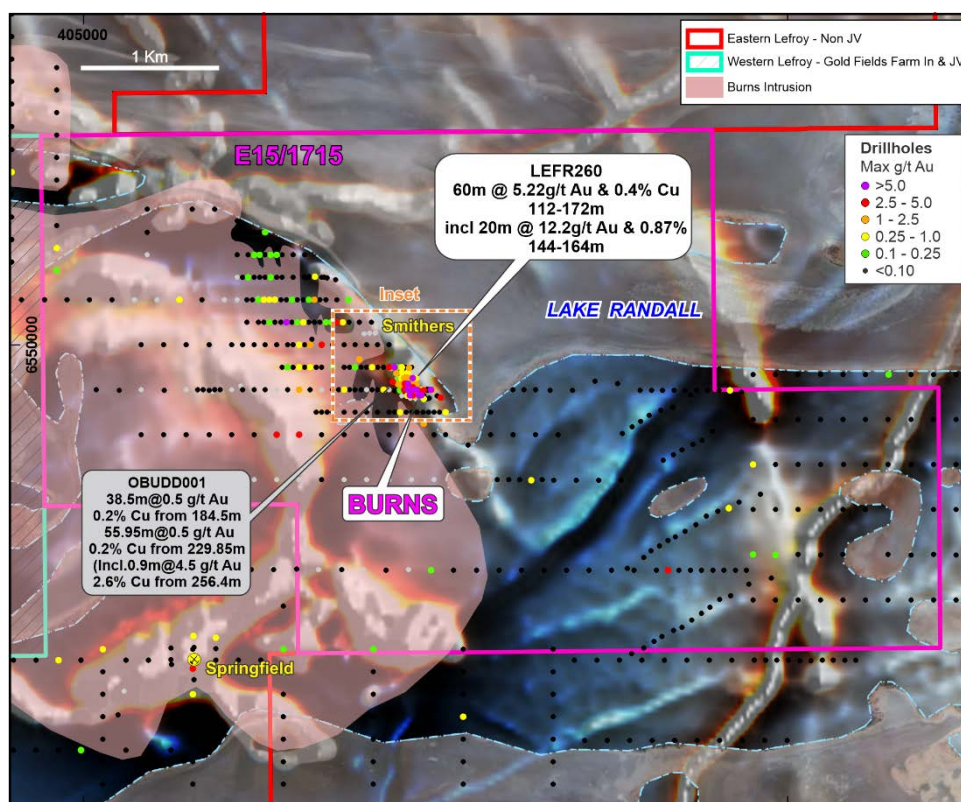 405000
1 Km
Eastern Lefroy - Non JV
Western Lefroy - Gold Fields Farm In & JV
Burns Intrusion
E15/1715
Drillholes
Max g/t Au
>5.0
2.5 - 5.0
1 - 2.5
0.25 - 1.0
0.1 - 0.25
<0.10
LEFR260
60m @ 5.22g/t Au & 0.4% Cu
112-172m
incl 20m @ 12.2g/t Au & 0.87%
144-164m
Inset
Smithers
LAKE RANDALL
6550000
OBUDD001
38.5m@0.5 g/t Au
0.2% Cu from 184.5m
55.95m@0.5 g/t Au
0.2% Cu from 229.85m
(Incl.0.9m@4.5 g/t Au
2.6% Cu from 256.4m
BURNS
Springfield